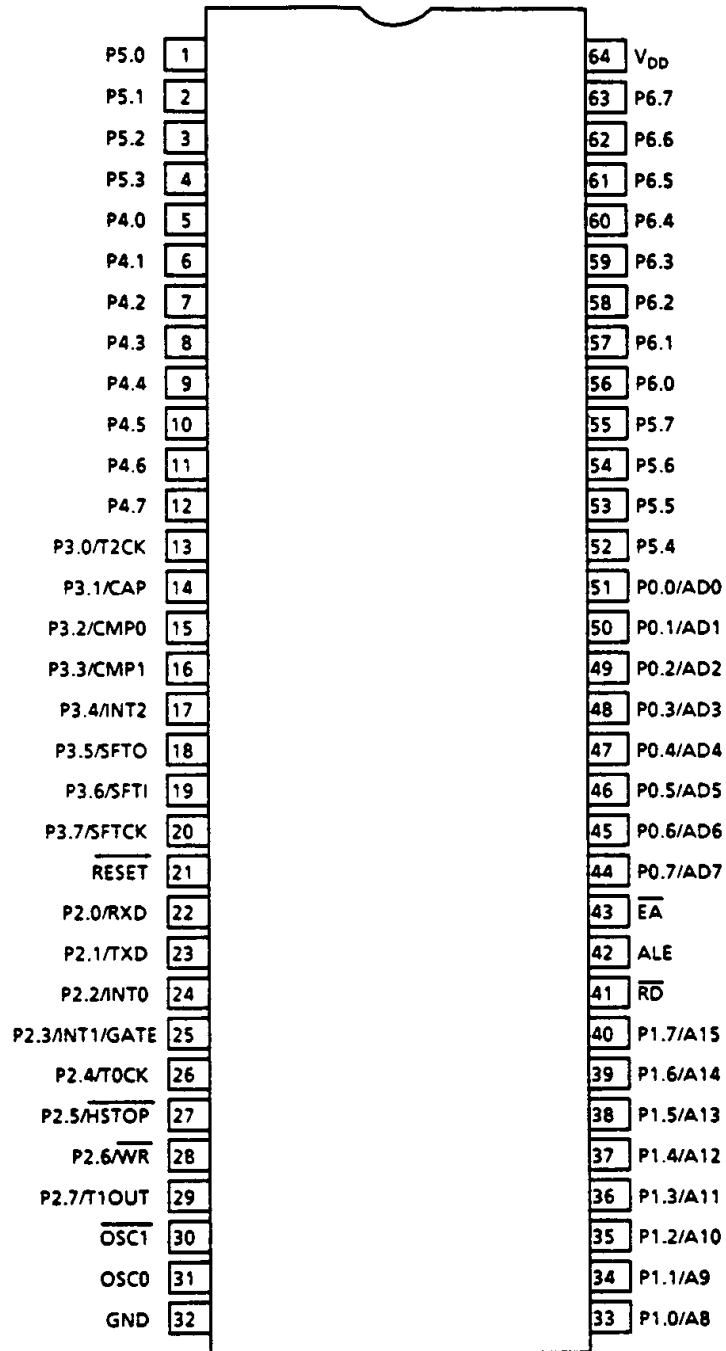 P5.0 1 64 VDD
P5.1 2 63 P6.7
P5.2 3 62 P6.6
P5.3 4 61 P6.5
P4.0 5 60 P6.4
P4.1 6 59 P6.3
P4.2 7 58 P6.2
P4.3 8 57 P6.1
P4.4 9 56 P6.0
P4.5 10 55 P5.7
P4.6 11 54 P5.6
P4.7 12 53 P5.5
P3.0/T2CK 13 52 P5.4
P3.1/CAP 14 51 P0.0/AD0
P3.2/CMP0 15 50 P0.1/AD1
P3.3/CMP1 16 49 P0.2/AD2
P3.4/INT2 17 48 P0.3/AD3
P3.5/SFTO 18 47 P0.4/AD4
P3.6/SFTI 19 46 P0.5/AD5
P3.7/SFTCK 20 45 P0.6/AD6
R̅E̅S̅E̅T̅ 21 44 P0.7/AD7
P2.0/RXD 22 43 E̅A̅
P2.1/TXD 23 42 ALE
P2.2/INT0 24 41 R̅D̅
P2.3/INT1/GATE 25 40 P1.7/A15
P2.4/T0CK 26 39 P1.6/A14
P2.5/H̅S̅T̅O̅P̅ 27 38 P1.5/A13
P2.6/W̅R̅ 28 37 P1.4/A12
P2.7/T1OUT 29 36 P1.3/A11
O̅S̅C̅1̅ 30 35 P1.2/A10
OSC0 31 34 P1.1/A9
GND 32 33 P1.0/A8